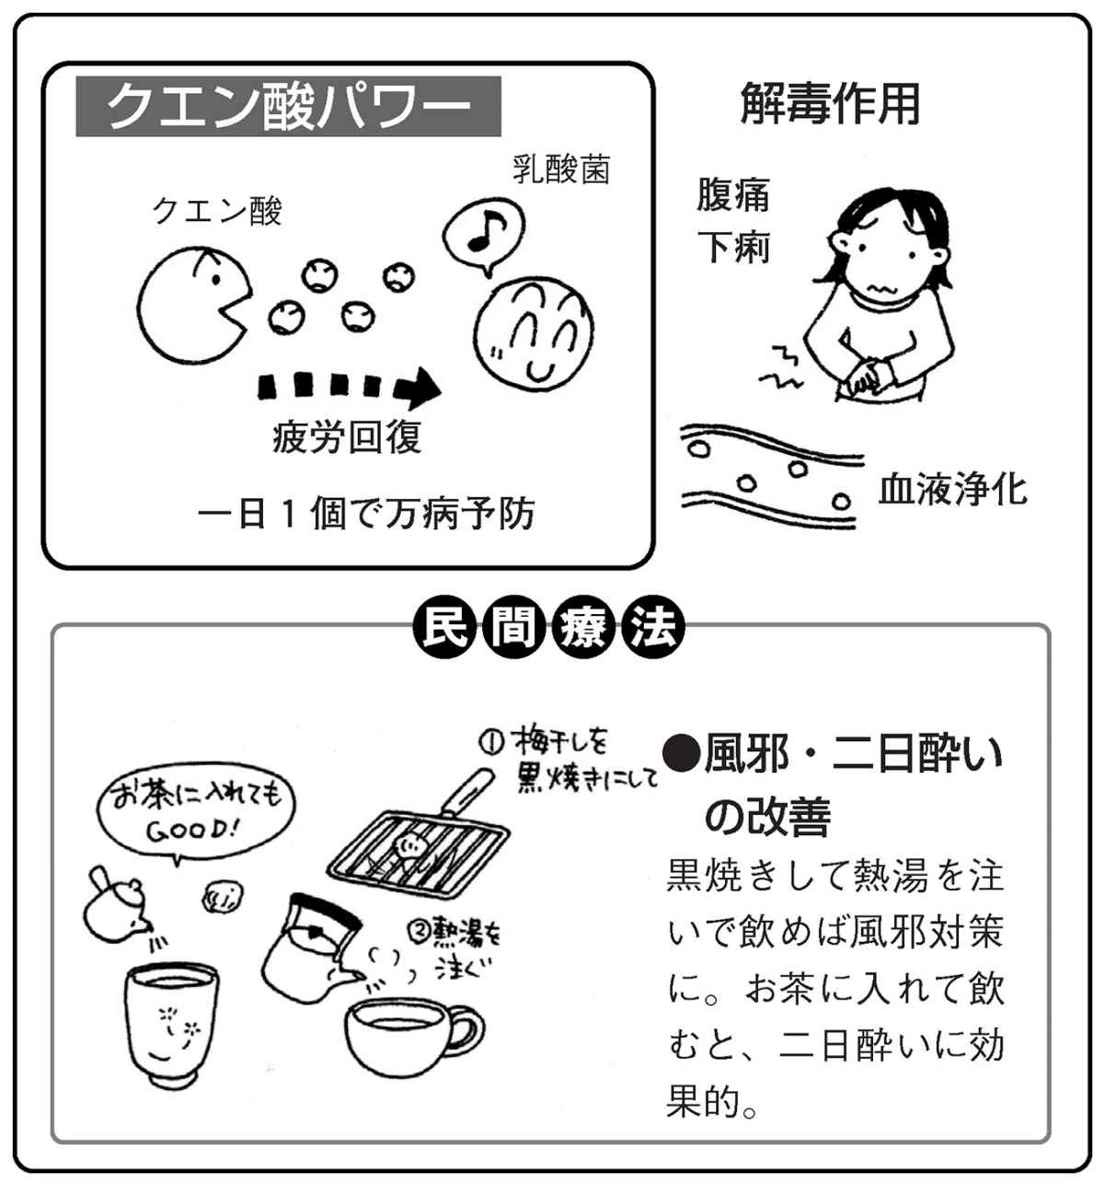 クエン酸パワー
乳酸菌
クエン酸
疲労回復
一日1個で万病予防
解毒作用
腹痛
下痢
血液浄化
民間療法
お茶に入れても
GOOD!
①梅干しを
黒焼きにして
②熱湯を
注ぐ
●風邪・二日酔い
の改善
黒焼きして熱湯を注
いで飲めば風邪対策
に。お茶に入れて飲
むと、二日酔いに効
果的。